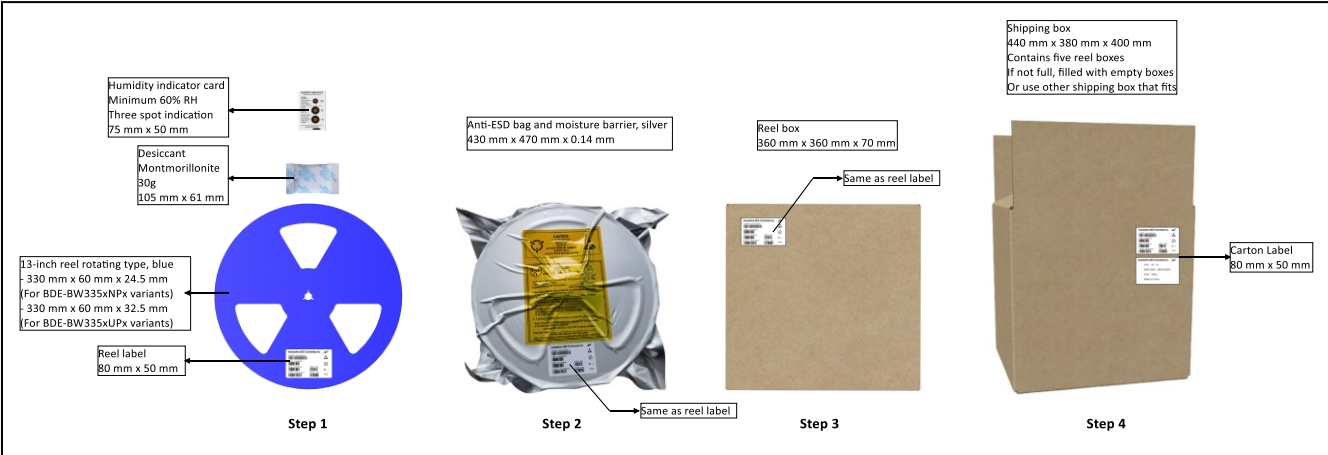 Humidity indicator card
Minimum 60% RH
Three spot indication
75 mm x 50 mm
Desiccant
Montmorillonite
30g
105 mm x 61 mm
13-inch reel rotating type, blue
- 330 mm x 60 mm x 24.5 mm
(For BDE-BW335xNPx variants)
- 330 mm x 60 mm x 32.5 mm
(For BDE-BW335xUPx variants)
Reel label
80 mm x 50 mm
Step 1
Anti-ESD bag and moisture barrier, silver
430 mm x 470 mm x 0.14 mm
Same as reel label
Step 2
Reel box
360 mm x 360 mm x 70 mm
Same as reel label
Step 3
Shipping box
440 mm x 380 mm x 400 mm
Contains five reel boxes
If not full, filled with empty boxes
Or use other shipping box that fits
Carton Label
80 mm x 50 mm
Step 4